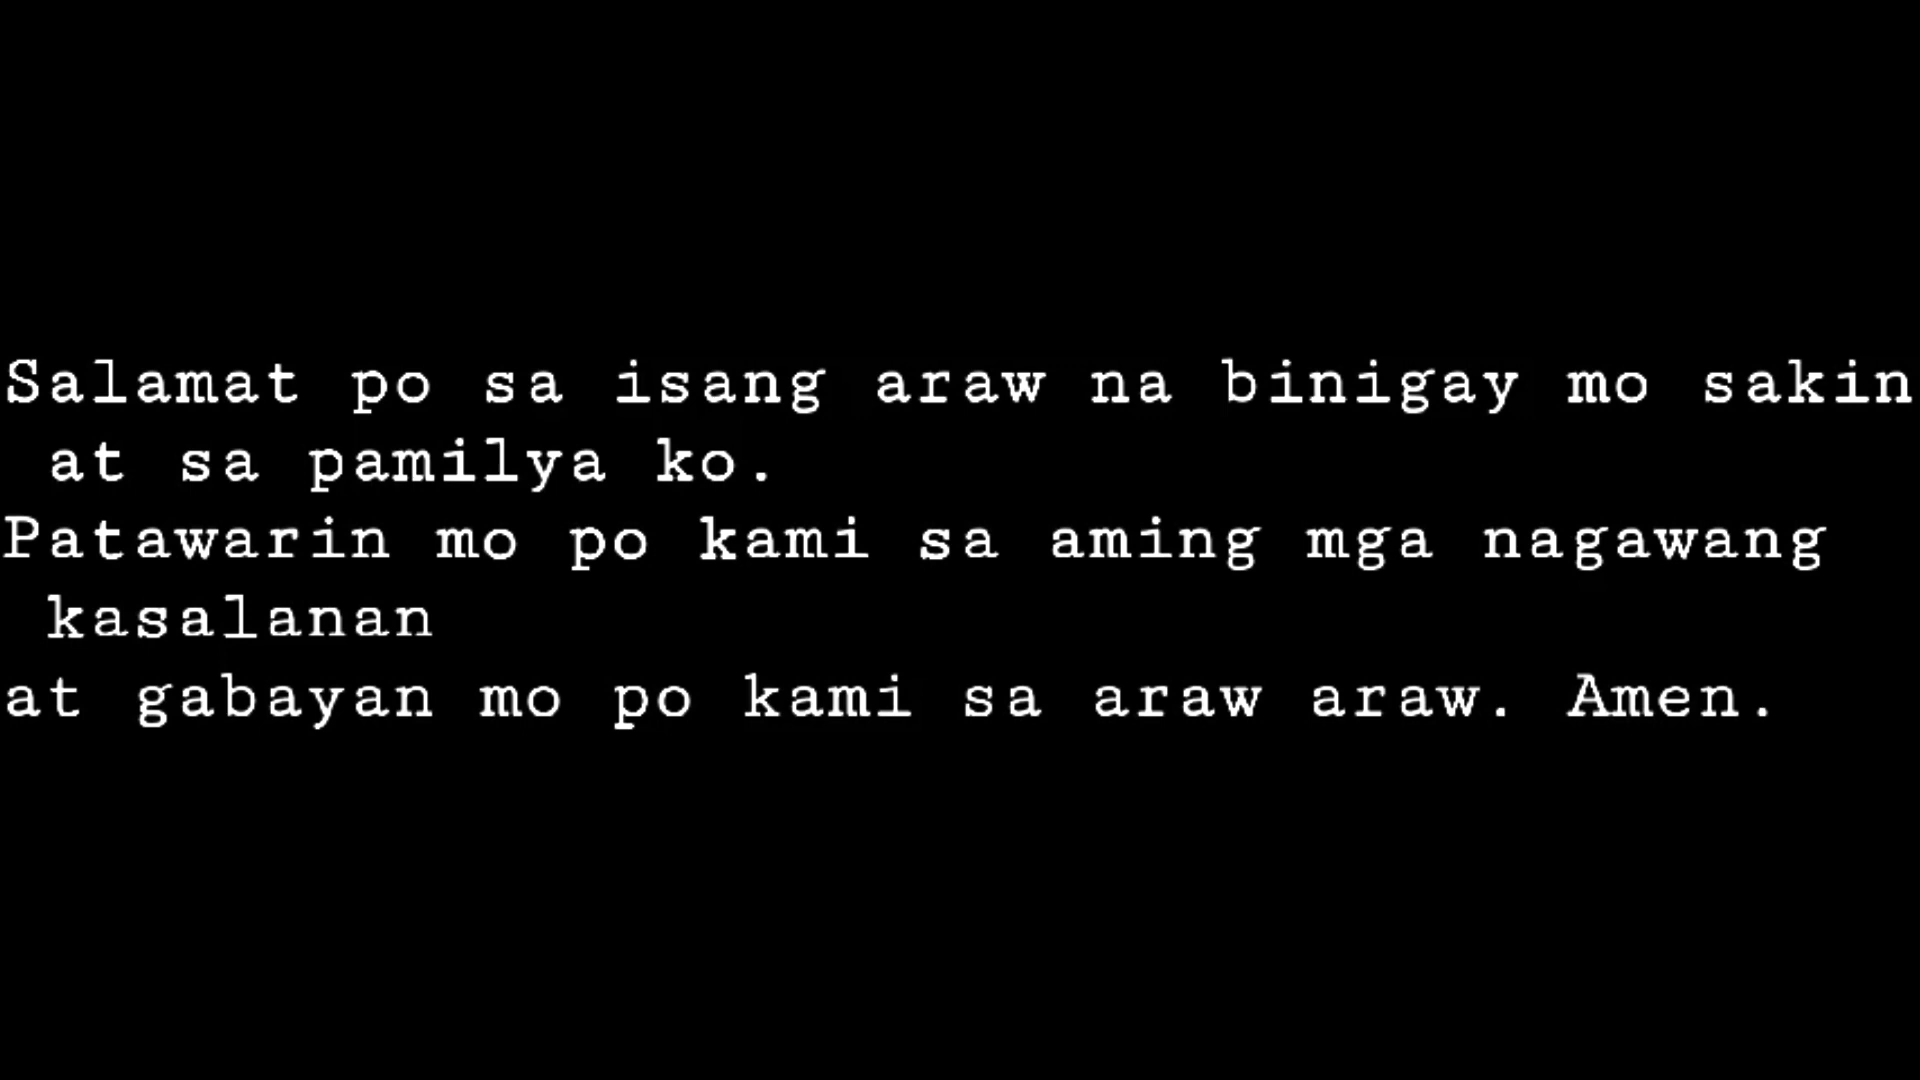 Salamat po sa isang araw na binigay mo sakin
at sa pamilya ko.
Patawarin mo po kami sa aming mga nagawang
kasalanan
at gabayan mo po kami sa araw araw. Amen.